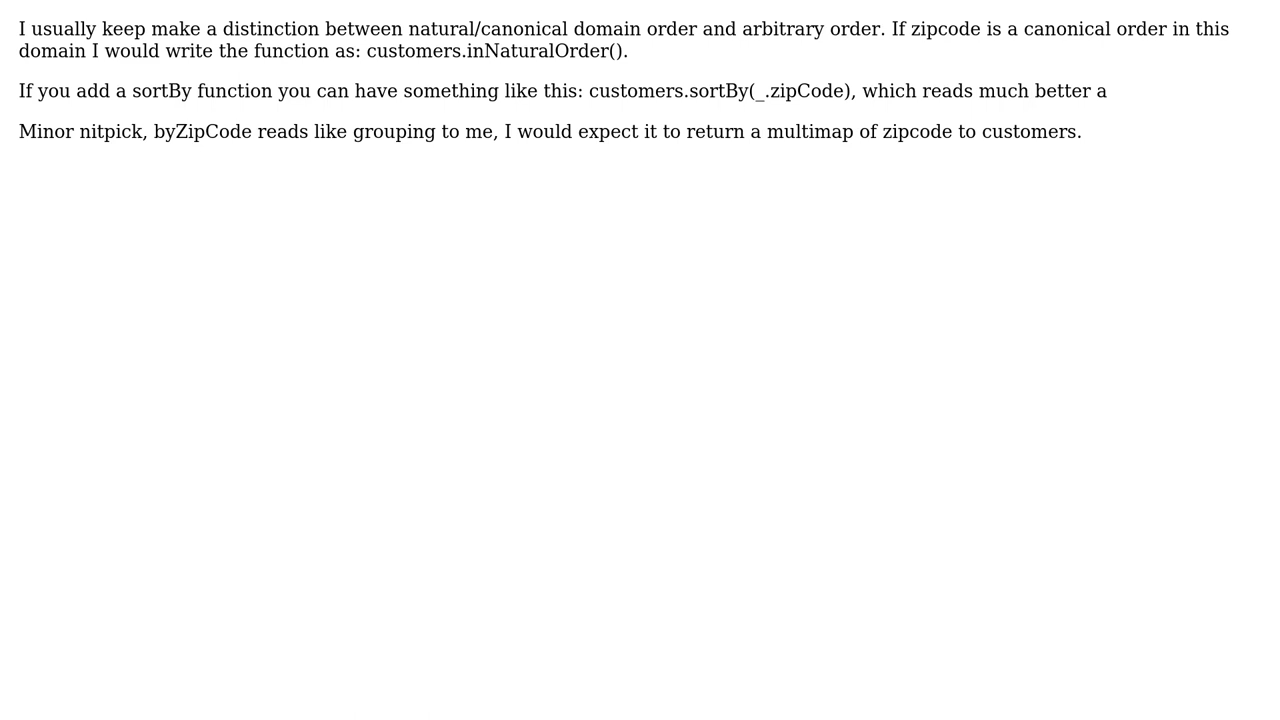 I usually keep make a distinction between natural/canonical domain order and arbitrary order. If zipcode is a canonical order in this
domain I would write the function as: customers.inNaturalOrder().
If you add a sortBy function you can have something like this: customers.sortBy(_.zipCode), which reads much better a
Minor nitpick, byZipCode reads like grouping to me, I would expect it to return a multimap of zipcode to customers.